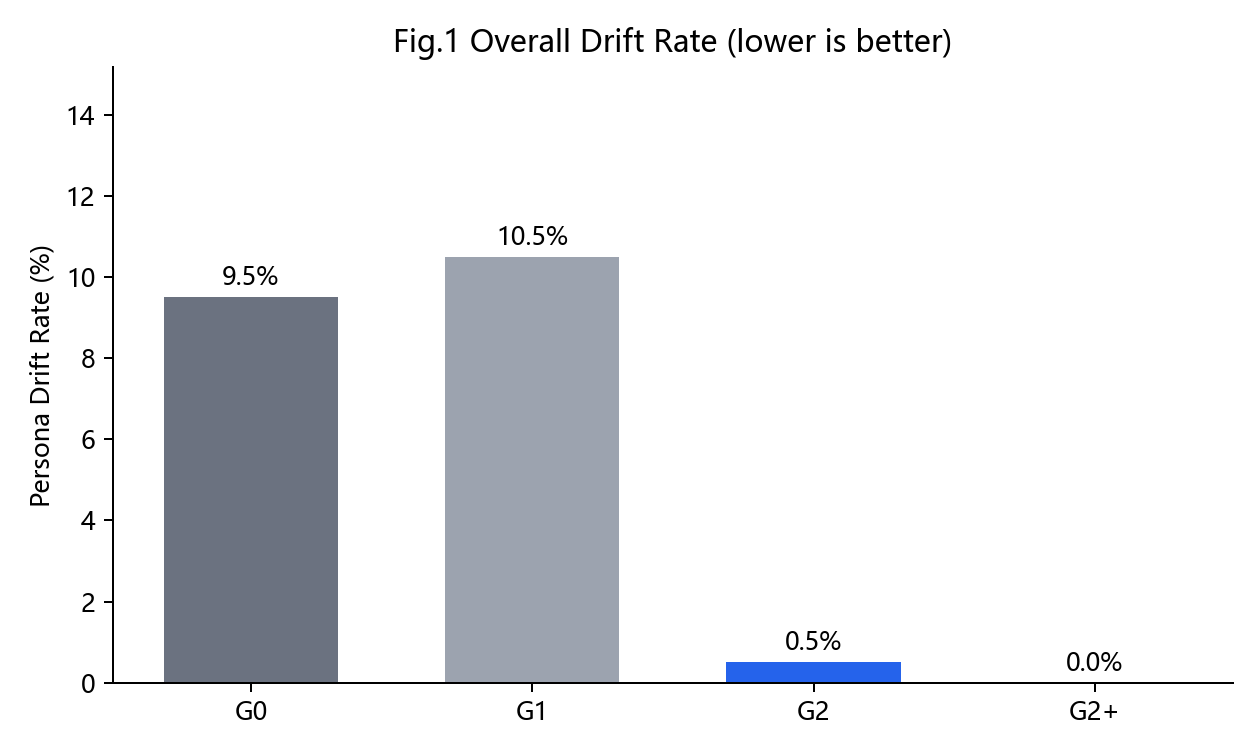 Fig.1 Overall Drift Rate (lower is better)
Persona Drift Rate (%)
14
12
10
8
6
4
2
0
9.5%
10.5%
0.5%
0.0%
G0
G1
G2
G2+